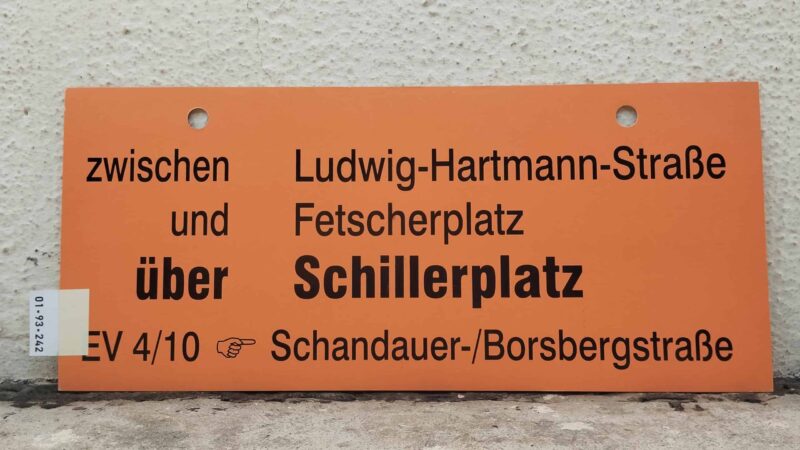 zwischen Ludwig-Hartmann-Straße
und Fetscherplatz
über Schillerplatz
EV 4/10 ☞ Schandauer-/Borsbergstraße
01•93•242